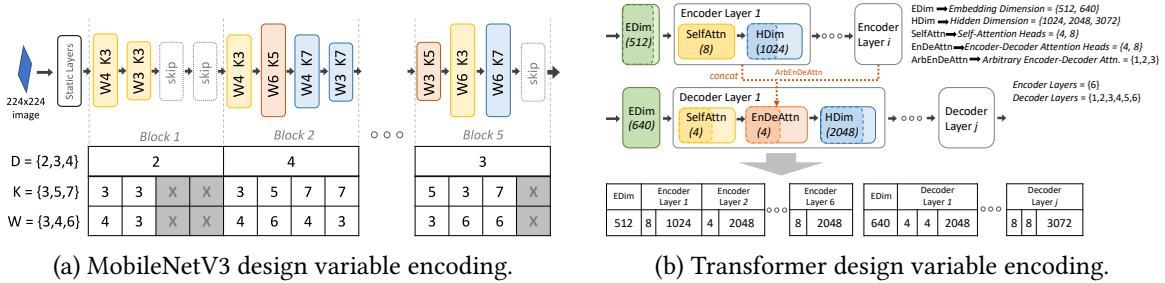 224x224
image
Static Layers
W4 K3
W3 K3
skip
skip
W4 K3
W6 K5
W4 K7
W3 K7
W3 K5
W6 K3
W6 K7
skip
Block 1
Block 2
Block 5
D = {2,3,4}
2
4
3
K = {3,5,7}
3 3 X X 3 5 7 7
5 3 7 X
W = {3,4,6}
4 3 X X 4 6 4 3
3 6 6 X
(a) MobileNetV3 design variable encoding.
EDim
(512)
Encoder Layer 1
SelfAttn
(8)
HDim
(1024)
Encoder
Layer i
concat
ArbEnDeAttn
EDim
(640)
Decoder Layer 1
SelfAttn
(4)
EnDeAttn
(4)
HDim
(2048)
Decoder
Layer j
EDim ➞ Embedding Dimension = {512, 640}
HDim ➞ Hidden Dimension = {1024, 2048, 3072}
SelfAttn ➞ Self-Attention Heads = {4, 8}
EnDeAttn ➞ Encoder-Decoder Attention Heads = {4, 8}
ArbEnDeAttn ➞ Arbitrary Encoder-Decoder Attn. = {1,2,3}
Encoder Layers = {6}
Decoder Layers = {1,2,3,4,5,6}
EDim
Encoder
Layer 1
Encoder
Layer 2
Encoder
Layer 6
EDim
Decoder
Layer 1
Decoder
Layer j
512 8 1024 4 2048
8 2048
640 4 4 2048
8 8 3072
(b) Transformer design variable encoding.